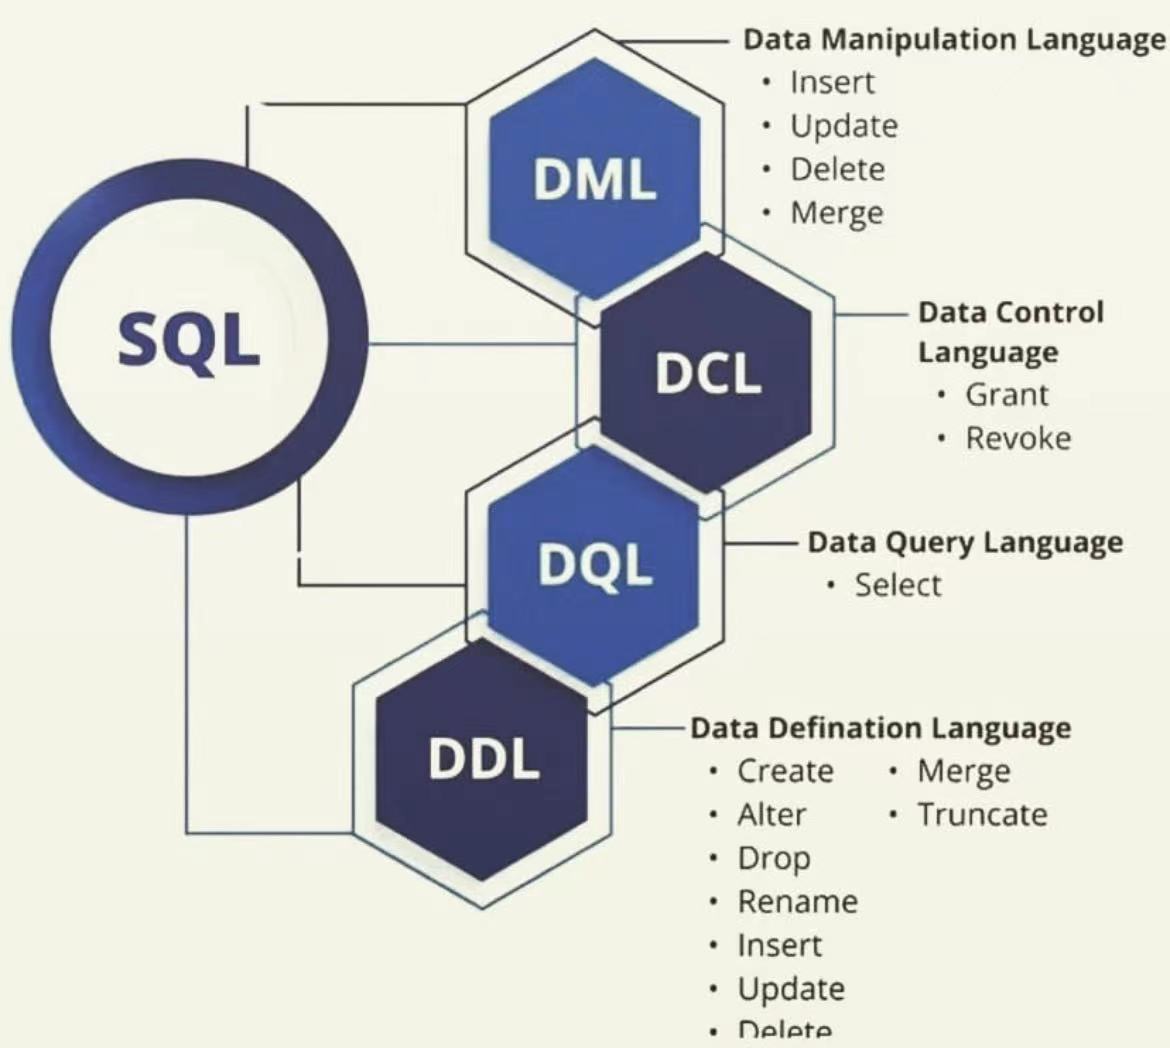 SQL
DML
Data Manipulation Language
• Insert
• Update
• Delete
• Merge
DCL
Data Control
Language
• Grant
• Revoke
DQL
Data Query Language
• Select
DDL
Data Defination Language
• Create
• Alter
• Drop
• Rename
• Insert
• Update
• Delete
• Merge
• Truncate